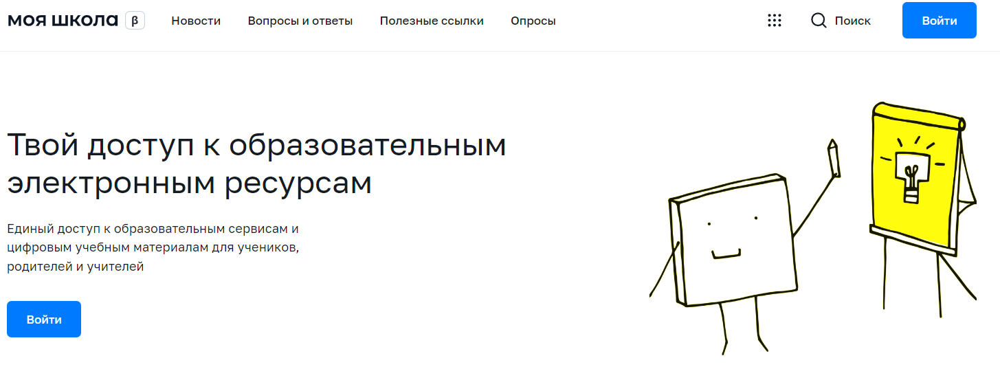 моя школа β
Новости
Вопросы и ответы
Полезные ссылки
Опросы
Поиск
Войти
Твой доступ к образовательным
электронным ресурсам
Единый доступ к образовательным сервисам и
цифровым учебным материалам для учеников,
родителей и учителей
Войти